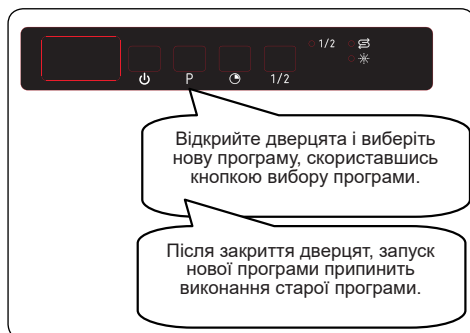 1/2
P 1/2
Відкрийте дверцята і виберіть
нову програму, скориставшись
кнопкою вибору програми.
Після закриття дверцят, запуск
нової програми припинить
виконання старої програми.